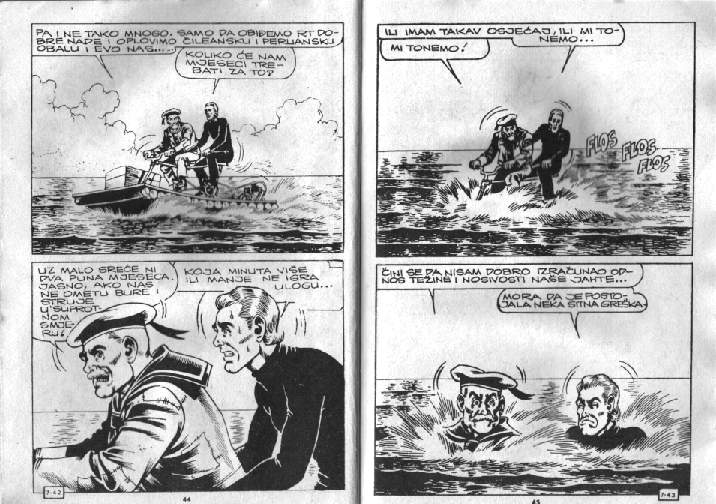 PA I NE TAKO MNOGO. SAMO DA OBIĐEMO RT DO-
BRE NADE I OPLOVIMO ČILEANSKU I PERUANSKU
OBALU I EVO NAS.....
KOLIKO ĆE NAM
MJESECI TRE-
BATI ZA TO?
UZ MALO SREĆE NI
DVA PUNA MJESECA,
JASNO, AKO NAS
NE OMETU BURE I
STRUJE
U SUPROT-
NOM
SMJE-
RU!
KOJA MINUTA VIŠE
ILI MANJE NE IGRA
ULOGU...
7-42
44
ILI IMAM TAKAV OSJEĆAJ, ILI MI TO-
NEMO...
MI TONEMO!
FLOS
FLOS
FLOS
ČINI SE DA NISAM DOBRO IZRAČUNAO OD-
NOS TEŽINE I NOSIVOSTI NAŠE JAHTE...
MORA DA JE POSTO-
JALA NEKA SITNA GREŠKA.
7-43
45